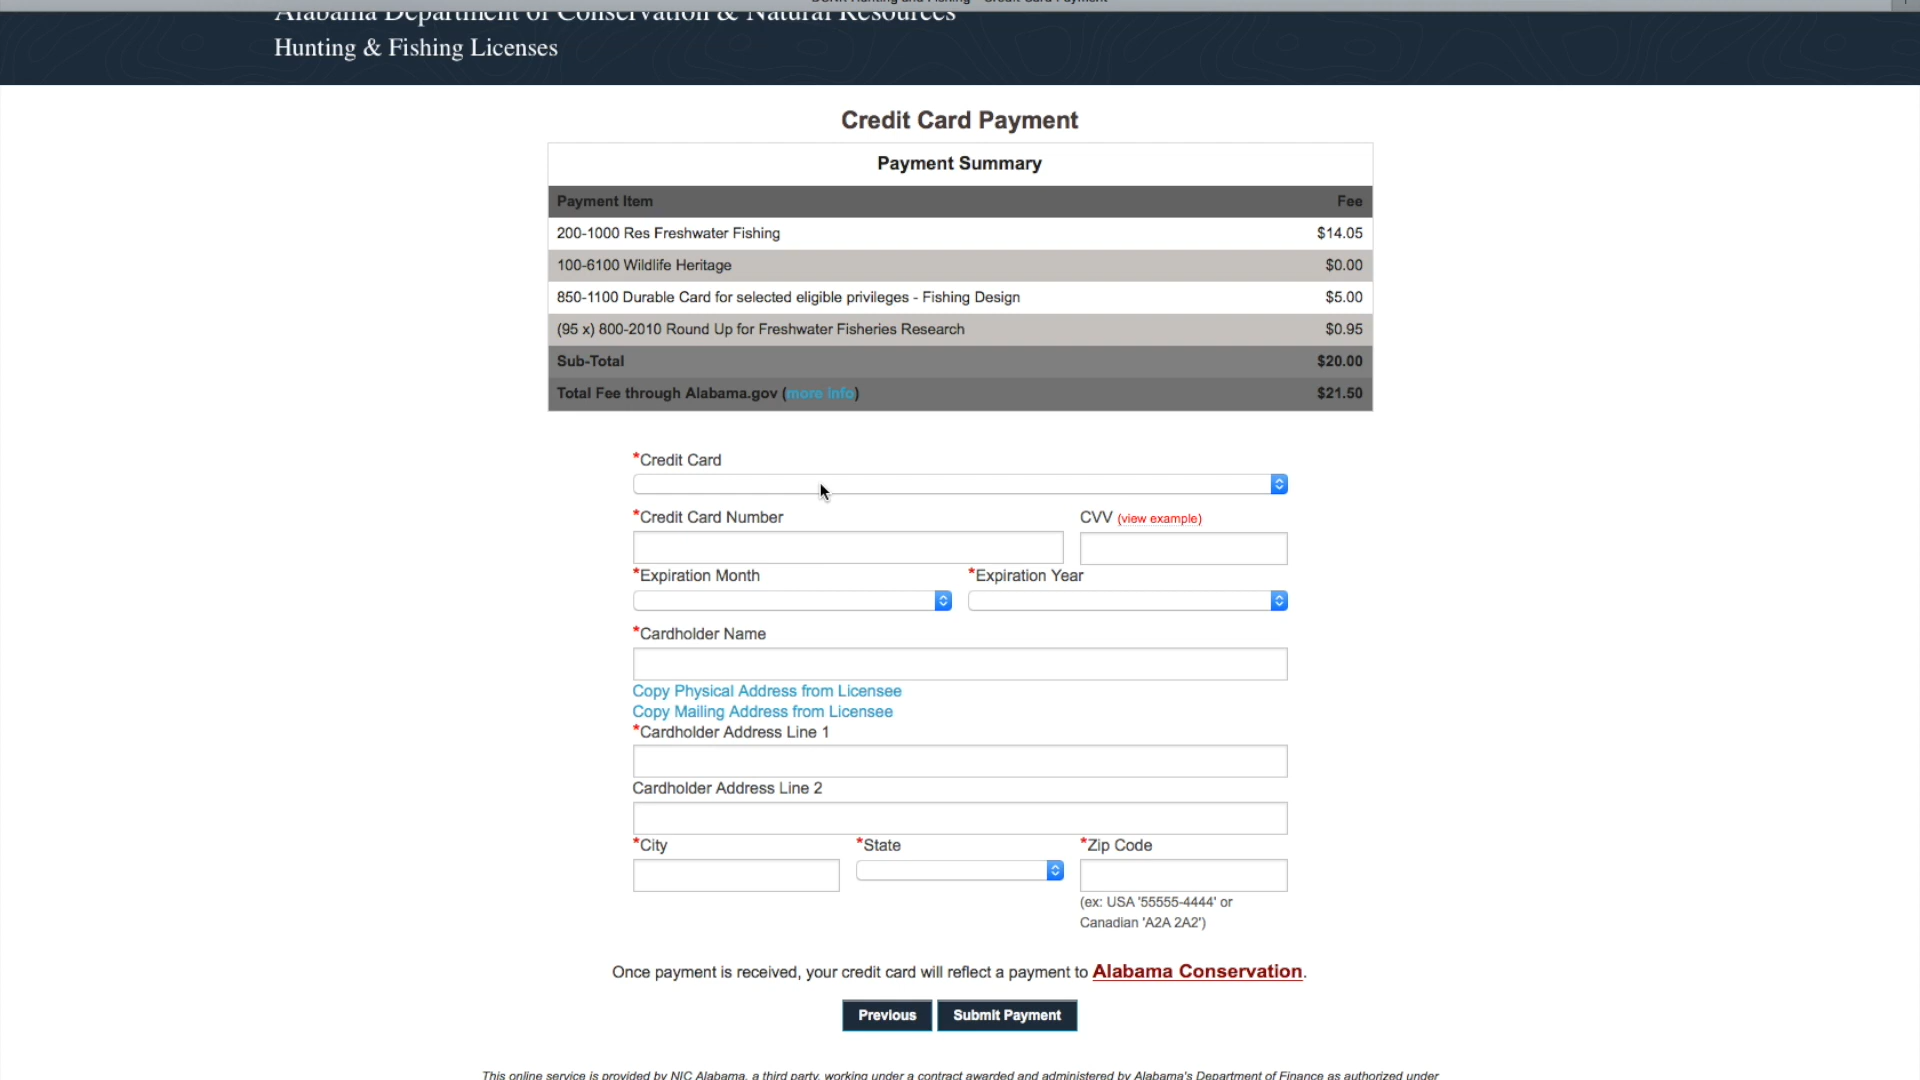 Alabama Department of Conservation & Natural Resources
Hunting & Fishing Licenses
Credit Card Payment
Payment Summary
Payment Item Fee
200-1000 Res Freshwater Fishing $14.05
100-6100 Wildlife Heritage $0.00
850-1100 Durable Card for selected eligible privileges - Fishing Design $5.00
(95 x) 800-2010 Round Up for Freshwater Fisheries Research $0.95
Sub-Total $20.00
Total Fee through Alabama.gov (more info) $21.50
*Credit Card
*Credit Card Number CVV (view example)
*Expiration Month *Expiration Year
*Cardholder Name
Copy Physical Address from Licensee
Copy Mailing Address from Licensee
*Cardholder Address Line 1
Cardholder Address Line 2
*City *State *Zip Code
(ex: USA '55555-4444' or
Canadian 'A2A 2A2')
Once payment is received, your credit card will reflect a payment to Alabama Conservation.
Previous Submit Payment
This online service is provided by NIC Alabama, a third party, working under a contract awarded and administered by Alabama's Department of Finance as authorized under